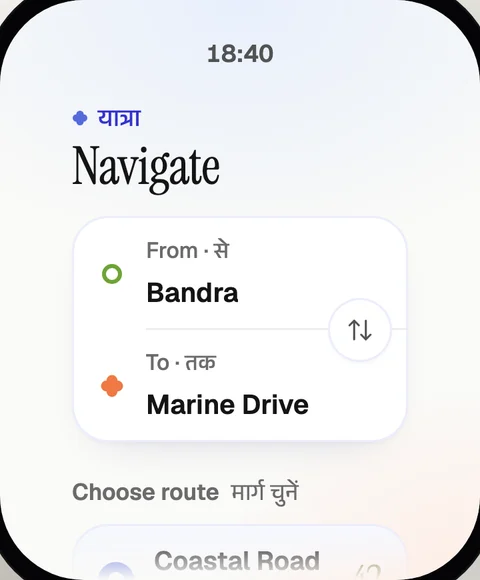 18:40
यात्रा
Navigate
From · से
Bandra
To · तक
Marine Drive
Choose route मार्ग चुनें
Coastal Road